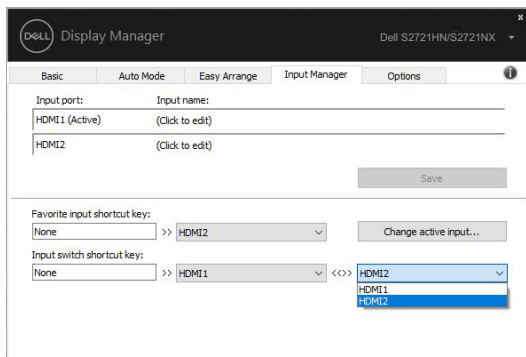 DELL Display Manager Dell S2721HN/S2721NX
Basic Auto Mode Easy Arrange Input Manager Options
Input port: Input name:
HDMI1 (Active) (Click to edit)
HDMI2 (Click to edit)
Save
Favorite input shortcut key:
None >> HDMI2 Change active input...
Input switch shortcut key:
None >> HDMI1 <<>> HDMI2
HDMI1
HDMI2